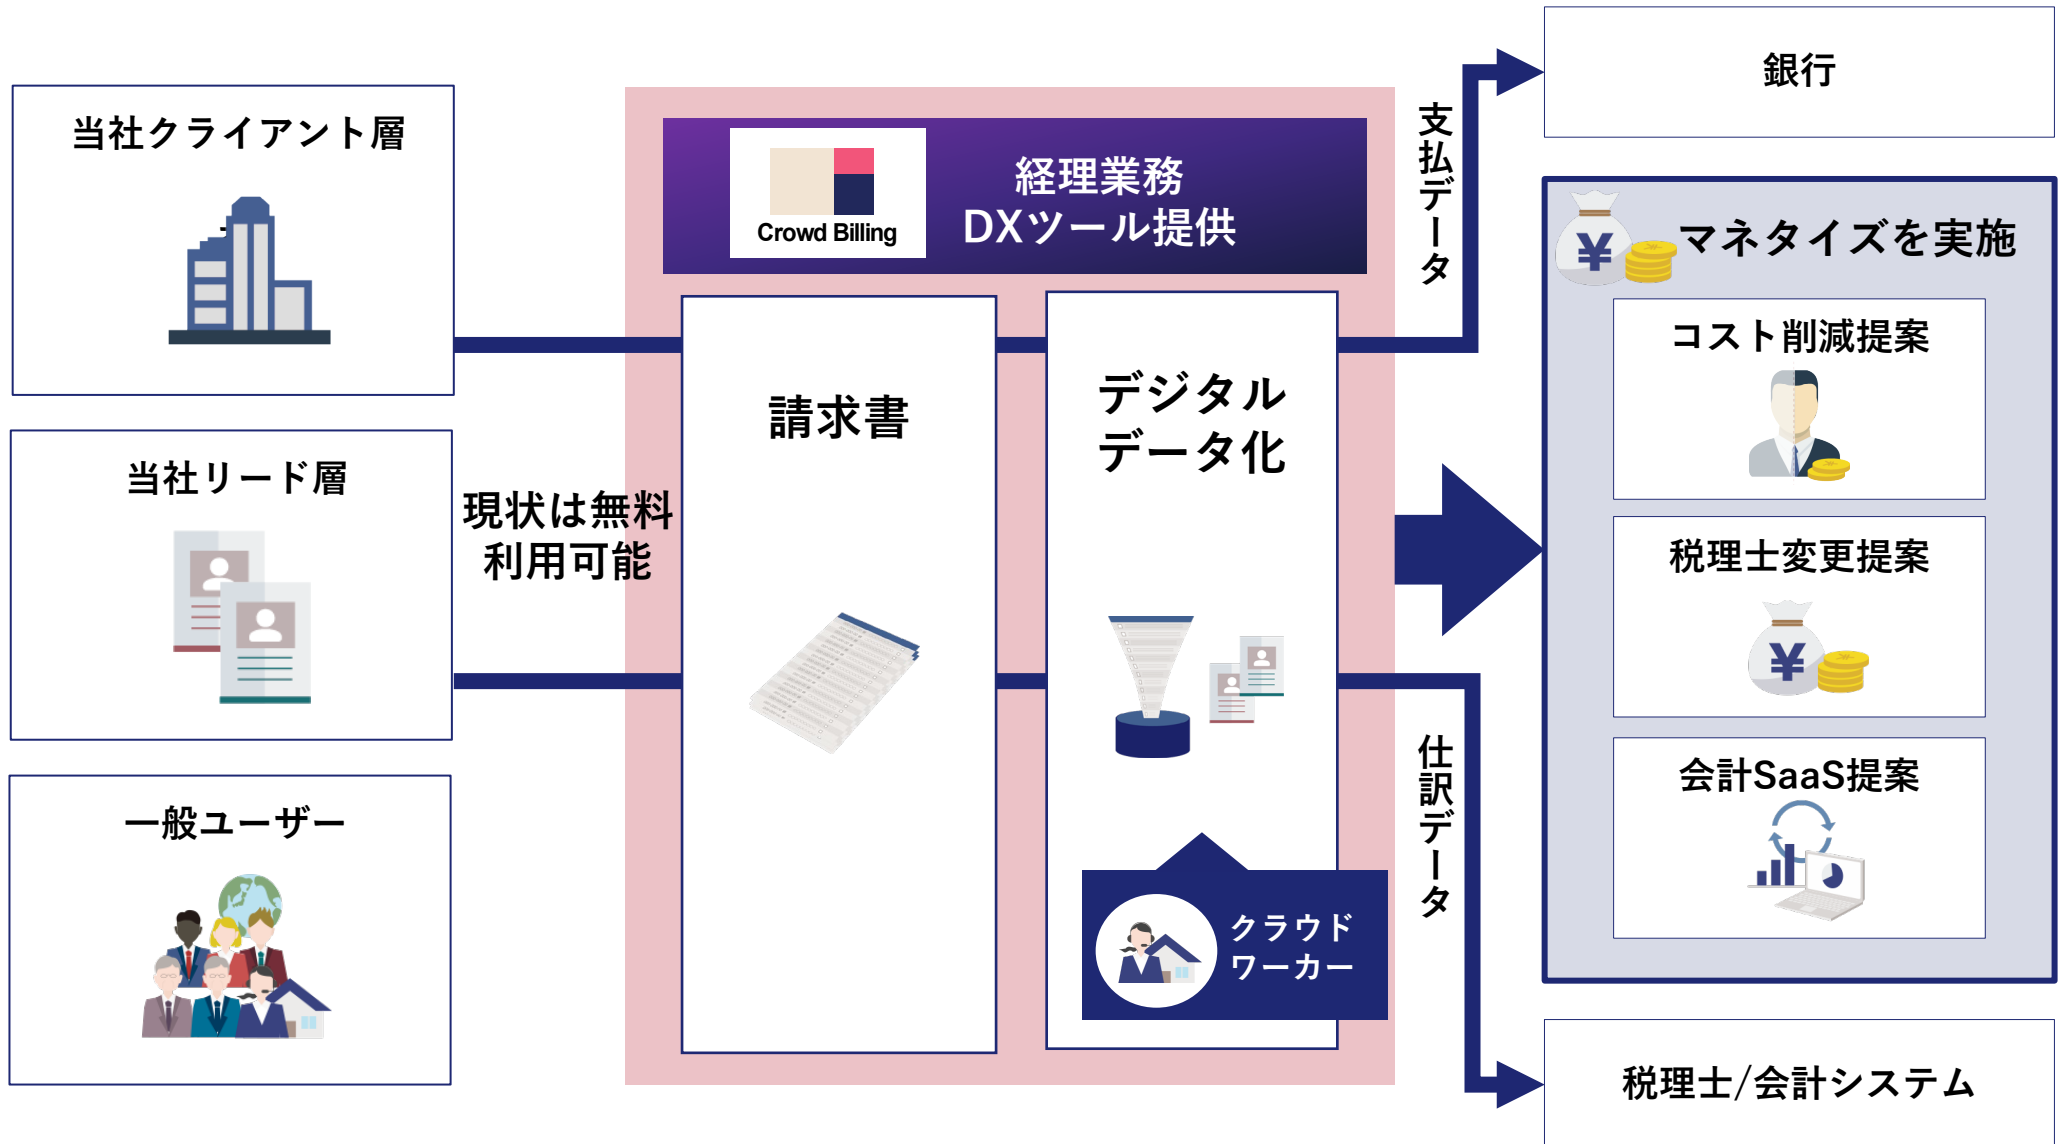 当社クライアント層
当社リード層
一般ユーザー
現状は無料
利用可能
Crowd Billing
経理業務
DXツール提供
請求書
デジタル
データ化
クラウド
ワーカー
支払データ
仕訳データ
銀行
¥
マネタイズを実施
コスト削減提案
税理士変更提案
¥
会計SaaS提案
税理士/会計システム